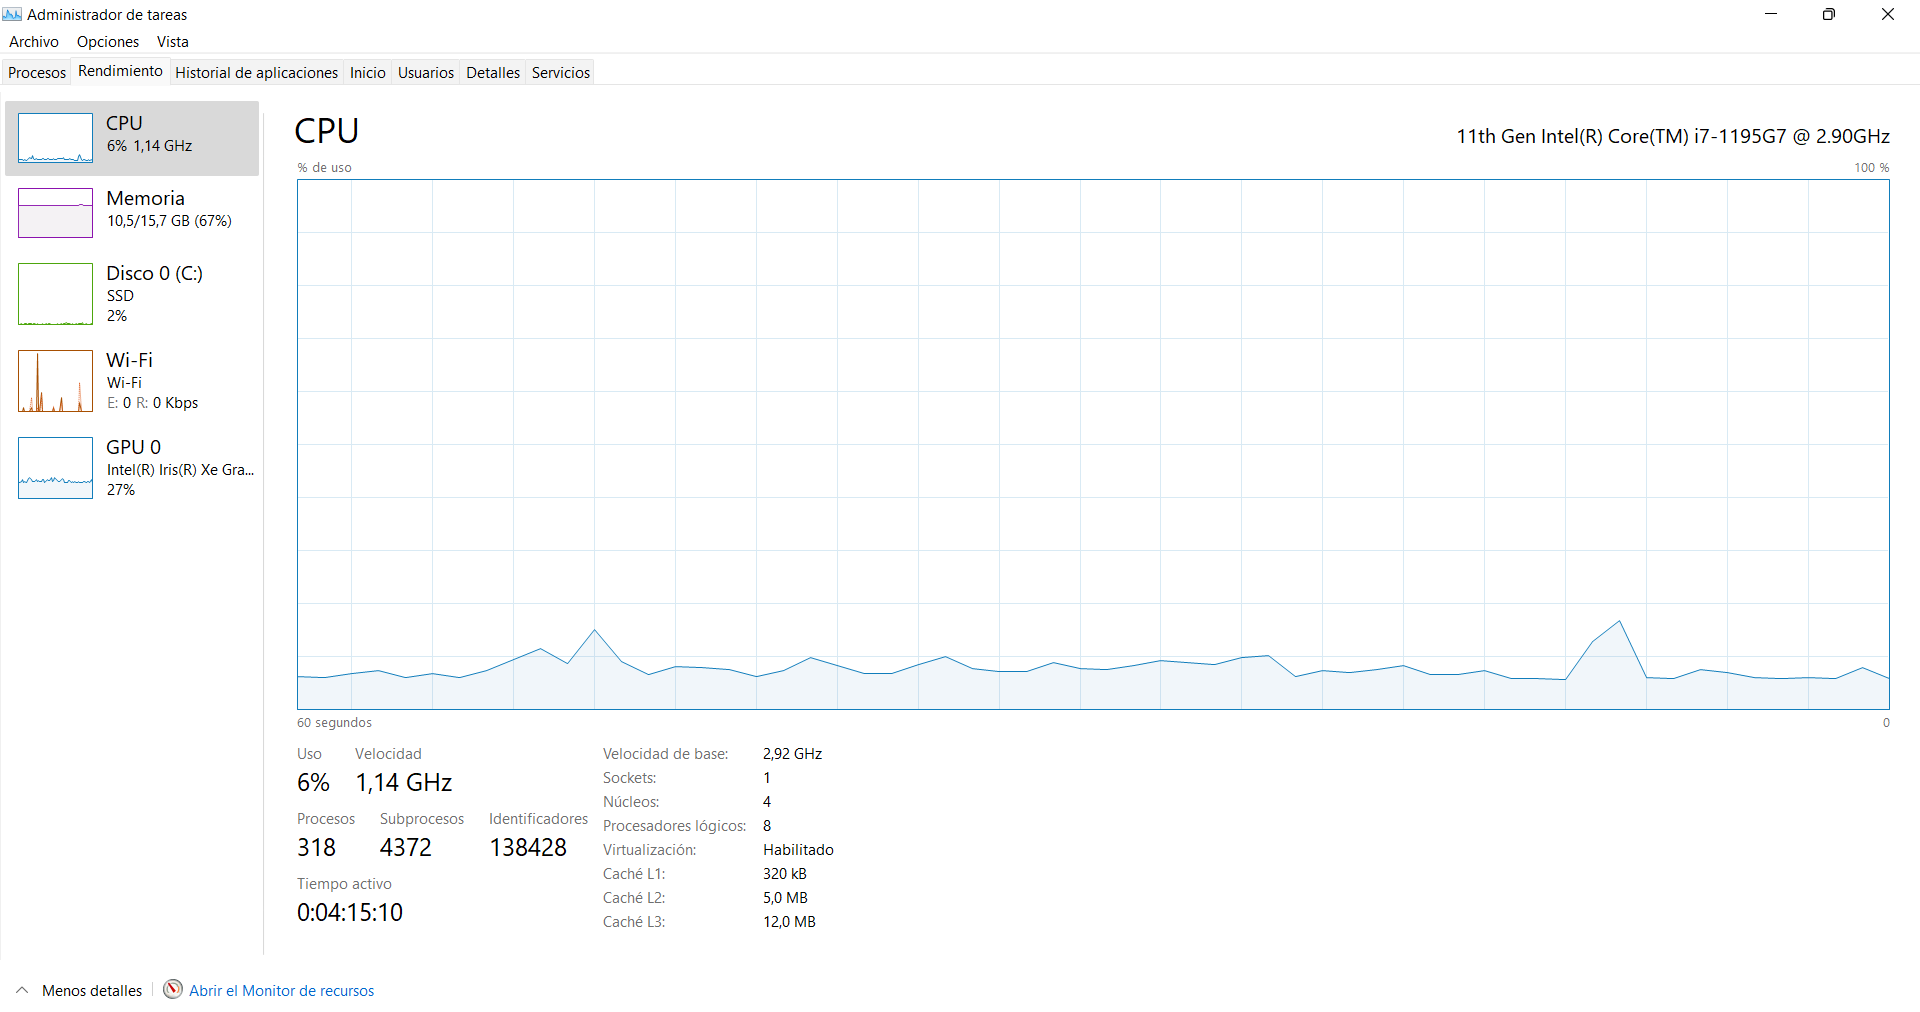 Administrador de tareas
Archivo Opciones Vista
Procesos Rendimiento Historial de aplicaciones Inicio Usuarios Detalles Servicios
CPU
6% 1,14 GHz
Memoria
10,5/15,7 GB (67%)
Disco 0 (C:)
SSD
2%
Wi-Fi
Wi-Fi
E: 0 R: 0 Kbps
GPU 0
Intel(R) Iris(R) Xe Gra...
27%
CPU
11th Gen Intel(R) Core(TM) i7-1195G7 @ 2.90GHz
% de uso 100 %
60 segundos 0
Uso Velocidad
6% 1,14 GHz
Procesos Subprocesos Identificadores
318 4372 138428
Tiempo activo
0:04:15:10
Velocidad de base: 2,92 GHz
Sockets: 1
Núcleos: 4
Procesadores lógicos: 8
Virtualización: Habilitado
Caché L1: 320 kB
Caché L2: 5,0 MB
Caché L3: 12,0 MB
Menos detalles Abrir el Monitor de recursos